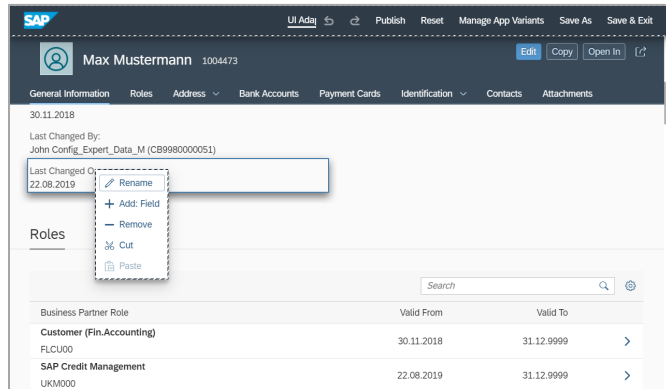 SAP
UI Adap Publish Reset Manage App Variants Save As Save & Exit
Max Mustermann 1004473
Edit Copy Open In
General Information Roles Address Bank Accounts Payment Cards Identification Contacts Attachments
30.11.2018
Last Changed By:
John Config_Expert_Data_M (CB9980000051)
Last Changed O
22.08.2019
Rename
Add: Field
Remove
Cut
Paste
Roles
Search
Business Partner Role Valid From Valid To
Customer (Fin.Accounting)
FLCU00 30.11.2018 31.12.9999
SAP Credit Management
UKM000 22.08.2019 31.12.9999